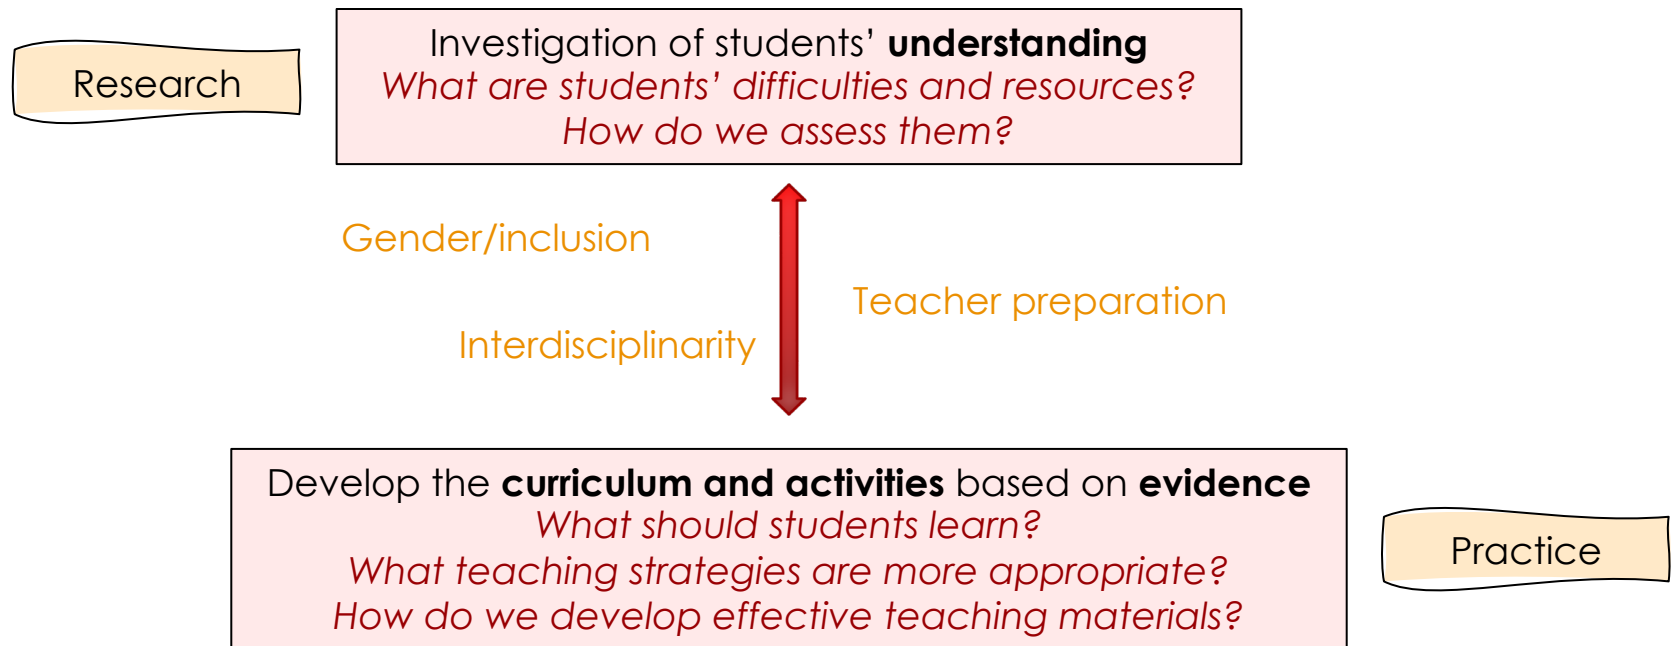 Research
Investigation of students’ understanding
What are students’ difficulties and resources?
How do we assess them?
Gender/inclusion
Teacher preparation
Interdisciplinarity
Develop the curriculum and activities based on evidence
What should students learn?
What teaching strategies are more appropriate?
How do we develop effective teaching materials?
Practice